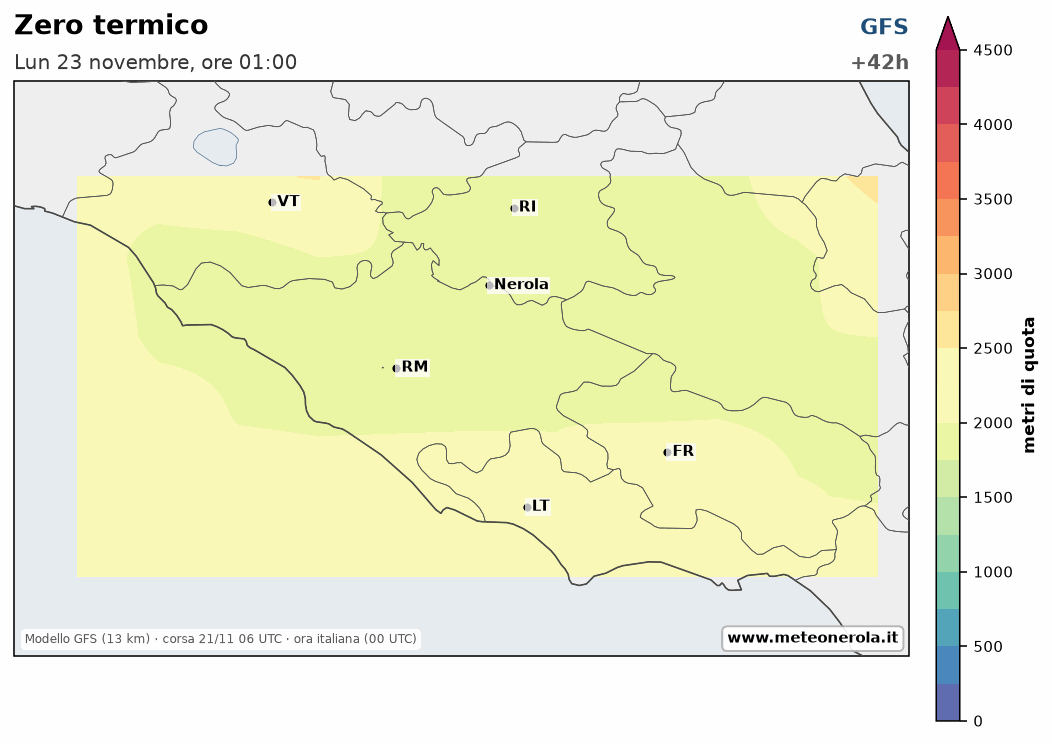 Zero termico
GFS
Lun 23 novembre, ore 01:00
+42h
4500
4000
3500
3000
2500
2000
1500
1000
500
0
metri di quota
VT
RI
Nerola
RM
FR
LT
Modello GFS (13 km) · corsa 21/11 06 UTC · ora italiana (00 UTC)
www.meteonerola.it